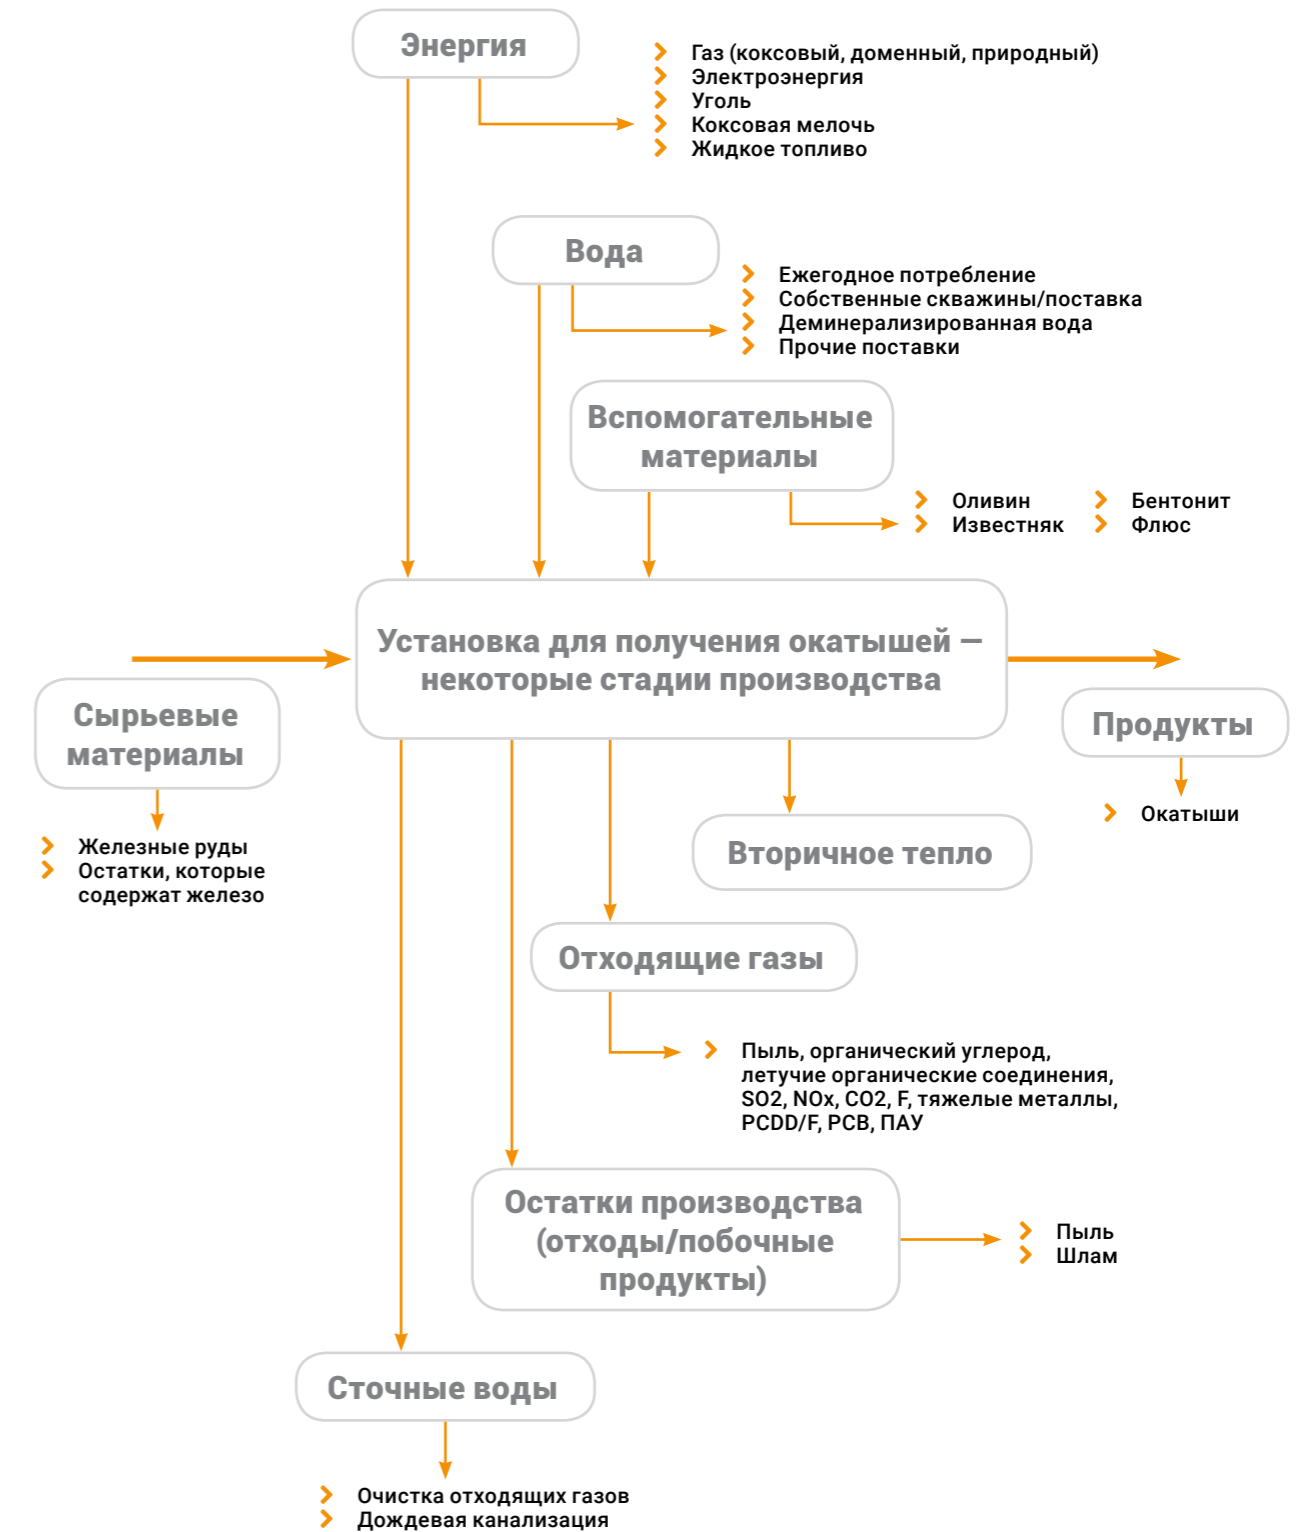 Энергия
Газ (коксовый, доменный, природный)
Электроэнергия
Уголь
Коксовая мелочь
Жидкое топливо
Вода
Ежегодное потребление
Собственные скважины/поставка
Деминерализированная вода
Прочие поставки
Вспомогательные
материалы
Оливин
Известняк
Бентонит
Флюс
Установка для получения окатышей —
некоторые стадии производства
Сырьевые
материалы
Железные руды
Остатки, которые
содержат железо
Продукты
Окатыши
Вторичное тепло
Отходящие газы
Пыль, органический углерод,
летучие органические соединения,
SO2, NOx, CO2, F, тяжелые металлы,
PCDD/F, PCB, ПАУ
Остатки производства
(отходы/побочные
продукты)
Пыль
Шлам
Сточные воды
Очистка отходящих газов
Дождевая канализация